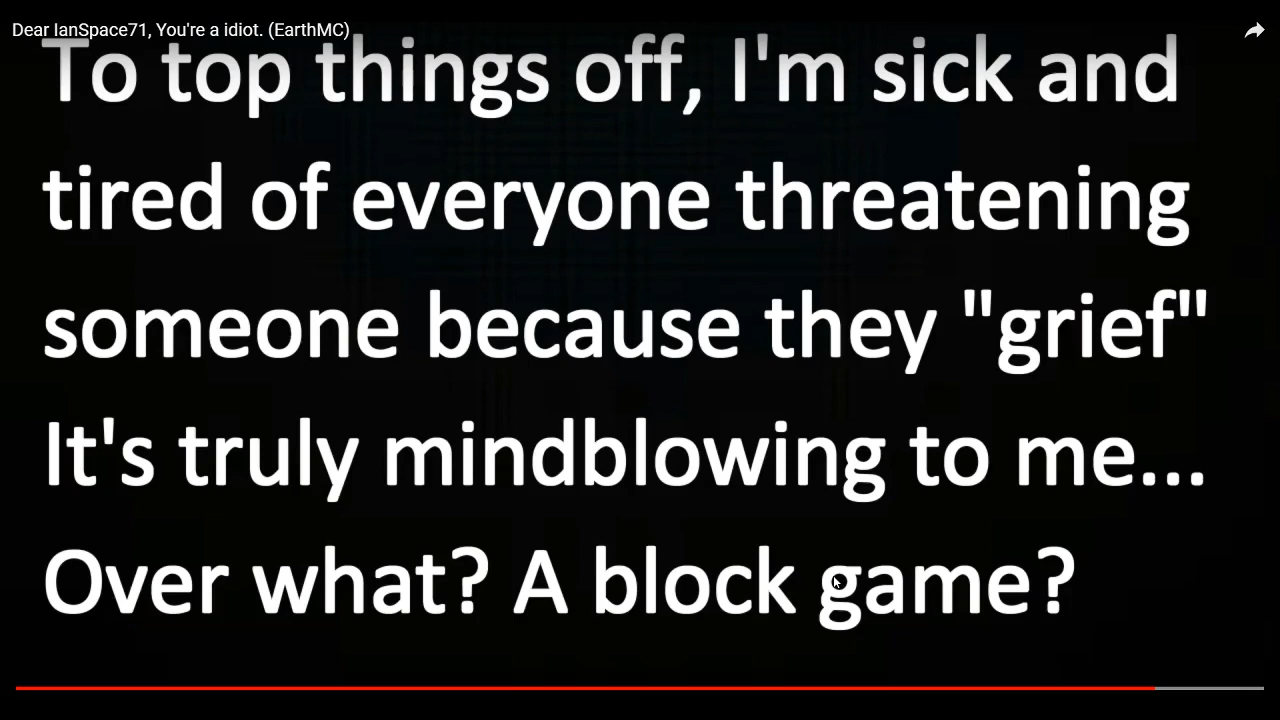 Dear IanSpace71, You're a idiot. (EarthMC)
To top things off, I'm sick and
tired of everyone threatening
someone because they "grief"
It's truly mindblowing to me...
Over what? A block game?